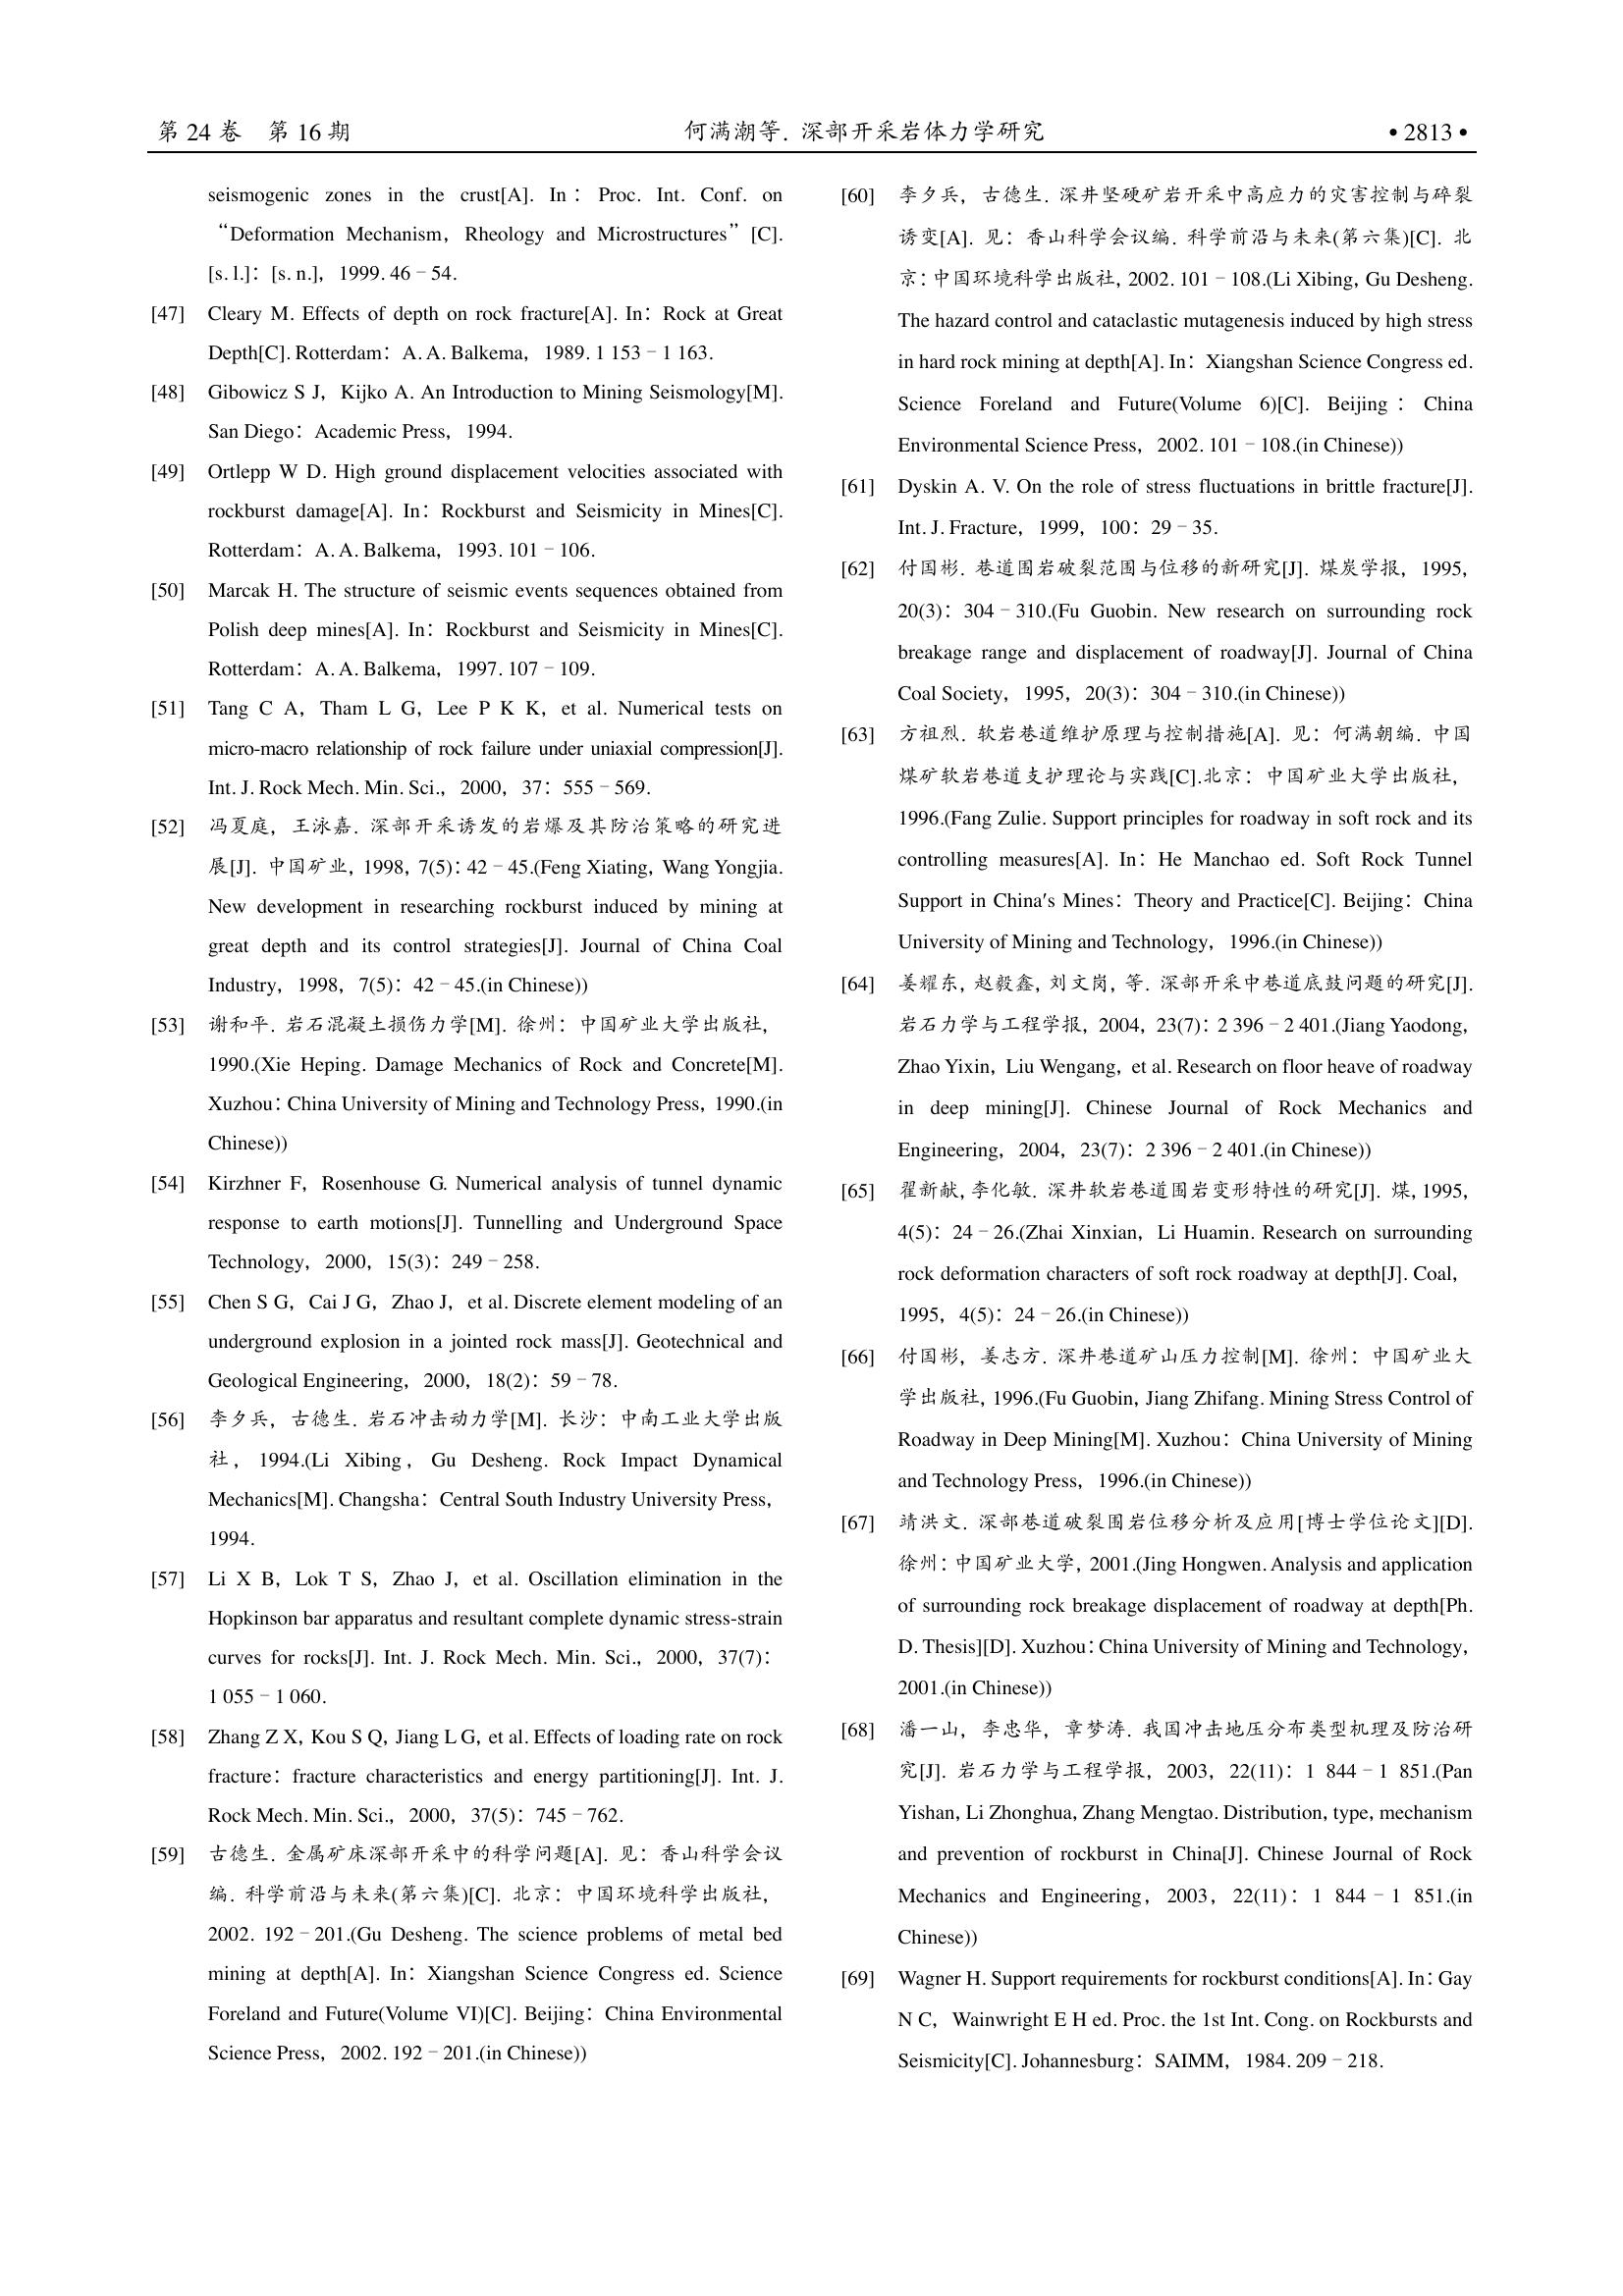 第 24 卷　第 16 期　何满潮等. 深部开采岩体力学研究　• 2813 •
seismogenic zones in the crust[A]. In：Proc. Int. Conf. on
“Deformation Mechanism，Rheology and Microstructures”[C].
[s. l.]：[s. n.]，1999. 46－54.
[47] Cleary M. Effects of depth on rock fracture[A]. In：Rock at Great
Depth[C]. Rotterdam：A. A. Balkema，1989. 1 153－1 163.
[48] Gibowicz S J，Kijko A. An Introduction to Mining Seismology[M].
San Diego：Academic Press，1994.
[49] Ortlepp W D. High ground displacement velocities associated with
rockburst damage[A]. In：Rockburst and Seismicity in Mines[C].
Rotterdam：A. A. Balkema，1993. 101－106.
[50] Marcak H. The structure of seismic events sequences obtained from
Polish deep mines[A]. In：Rockburst and Seismicity in Mines[C].
Rotterdam：A. A. Balkema，1997. 107－109.
[51] Tang C A，Tham L G，Lee P K K，et al. Numerical tests on
micro-macro relationship of rock failure under uniaxial compression[J].
Int. J. Rock Mech. Min. Sci.，2000，37：555－569.
[52] 冯夏庭，王泳嘉. 深部开采诱发的岩爆及其防治策略的研究进
展[J]. 中国矿业，1998，7(5)：42－45.(Feng Xiating，Wang Yongjia.
New development in researching rockburst induced by mining at
great depth and its control strategies[J]. Journal of China Coal
Industry，1998，7(5)：42－45.(in Chinese))
[53] 谢和平. 岩石混凝土损伤力学[M]. 徐州：中国矿业大学出版社，
1990.(Xie Heping. Damage Mechanics of Rock and Concrete[M].
Xuzhou：China University of Mining and Technology Press，1990.(in
Chinese))
[54] Kirzhner F，Rosenhouse G. Numerical analysis of tunnel dynamic
response to earth motions[J]. Tunnelling and Underground Space
Technology，2000，15(3)：249－258.
[55] Chen S G，Cai J G，Zhao J，et al. Discrete element modeling of an
underground explosion in a jointed rock mass[J]. Geotechnical and
Geological Engineering，2000，18(2)：59－78.
[56] 李夕兵，古德生. 岩石冲击动力学[M]. 长沙：中南工业大学出版
社，1994.(Li Xibing，Gu Desheng. Rock Impact Dynamical
Mechanics[M]. Changsha：Central South Industry University Press，
1994.
[57] Li X B，Lok T S，Zhao J，et al. Oscillation elimination in the
Hopkinson bar apparatus and resultant complete dynamic stress-strain
curves for rocks[J]. Int. J. Rock Mech. Min. Sci.，2000，37(7)：
1 055－1 060.
[58] Zhang Z X，Kou S Q，Jiang L G，et al. Effects of loading rate on rock
fracture：fracture characteristics and energy partitioning[J]. Int. J.
Rock Mech. Min. Sci.，2000，37(5)：745－762.
[59] 古德生. 金属矿床深部开采中的科学问题[A]. 见：香山科学会议
编. 科学前沿与未来(第六集)[C]. 北京：中国环境科学出版社，
2002. 192－201.(Gu Desheng. The science problems of metal bed
mining at depth[A]. In：Xiangshan Science Congress ed. Science
Foreland and Future(Volume VI)[C]. Beijing：China Environmental
Science Press，2002. 192－201.(in Chinese))
[60] 李夕兵，古德生. 深井坚硬矿岩开采中高应力的灾害控制与碎裂
诱变[A]. 见：香山科学会议编. 科学前沿与未来(第六集)[C]. 北
京：中国环境科学出版社，2002. 101－108.(Li Xibing，Gu Desheng.
The hazard control and cataclastic mutagenesis induced by high stress
in hard rock mining at depth[A]. In：Xiangshan Science Congress ed.
Science Foreland and Future(Volume 6)[C]. Beijing：China
Environmental Science Press，2002. 101－108.(in Chinese))
[61] Dyskin A. V. On the role of stress fluctuations in brittle fracture[J].
Int. J. Fracture，1999，100：29－35.
[62] 付国彬. 巷道围岩破裂范围与位移的新研究[J]. 煤炭学报，1995，
20(3)：304－310.(Fu Guobin. New research on surrounding rock
breakage range and displacement of roadway[J]. Journal of China
Coal Society，1995，20(3)：304－310.(in Chinese))
[63] 方祖烈. 软岩巷道维护原理与控制措施[A]. 见：何满朝编. 中国
煤矿软岩巷道支护理论与实践[C].北京：中国矿业大学出版社，
1996.(Fang Zulie. Support principles for roadway in soft rock and its
controlling measures[A]. In：He Manchao ed. Soft Rock Tunnel
Support in China′s Mines：Theory and Practice[C]. Beijing：China
University of Mining and Technology，1996.(in Chinese))
[64] 姜耀东，赵毅鑫，刘文岗，等. 深部开采中巷道底鼓问题的研究[J].
岩石力学与工程学报，2004，23(7)：2 396－2 401.(Jiang Yaodong，
Zhao Yixin，Liu Wengang，et al. Research on floor heave of roadway
in deep mining[J]. Chinese Journal of Rock Mechanics and
Engineering，2004，23(7)：2 396－2 401.(in Chinese))
[65] 翟新献，李化敏. 深井软岩巷道围岩变形特性的研究[J]. 煤，1995，
4(5)：24－26.(Zhai Xinxian，Li Huamin. Research on surrounding
rock deformation characters of soft rock roadway at depth[J]. Coal，
1995，4(5)：24－26.(in Chinese))
[66] 付国彬，姜志方. 深井巷道矿山压力控制[M]. 徐州：中国矿业大
学出版社，1996.(Fu Guobin, Jiang Zhifang. Mining Stress Control of
Roadway in Deep Mining[M]. Xuzhou：China University of Mining
and Technology Press，1996.(in Chinese))
[67] 靖洪文. 深部巷道破裂围岩位移分析及应用[博士学位论文][D].
徐州：中国矿业大学，2001.(Jing Hongwen. Analysis and application
of surrounding rock breakage displacement of roadway at depth[Ph.
D. Thesis][D]. Xuzhou：China University of Mining and Technology，
2001.(in Chinese))
[68] 潘一山，李忠华，章梦涛. 我国冲击地压分布类型机理及防治研
究[J]. 岩石力学与工程学报，2003，22(11)：1 844－1 851.(Pan
Yishan, Li Zhonghua, Zhang Mengtao. Distribution, type, mechanism
and prevention of rockburst in China[J]. Chinese Journal of Rock
Mechanics and Engineering，2003，22(11)：1 844－1 851.(in
Chinese))
[69] Wagner H. Support requirements for rockburst conditions[A]. In：Gay
N C，Wainwright E H ed. Proc. the 1st Int. Cong. on Rockbursts and
Seismicity[C]. Johannesburg：SAIMM，1984. 209－218.